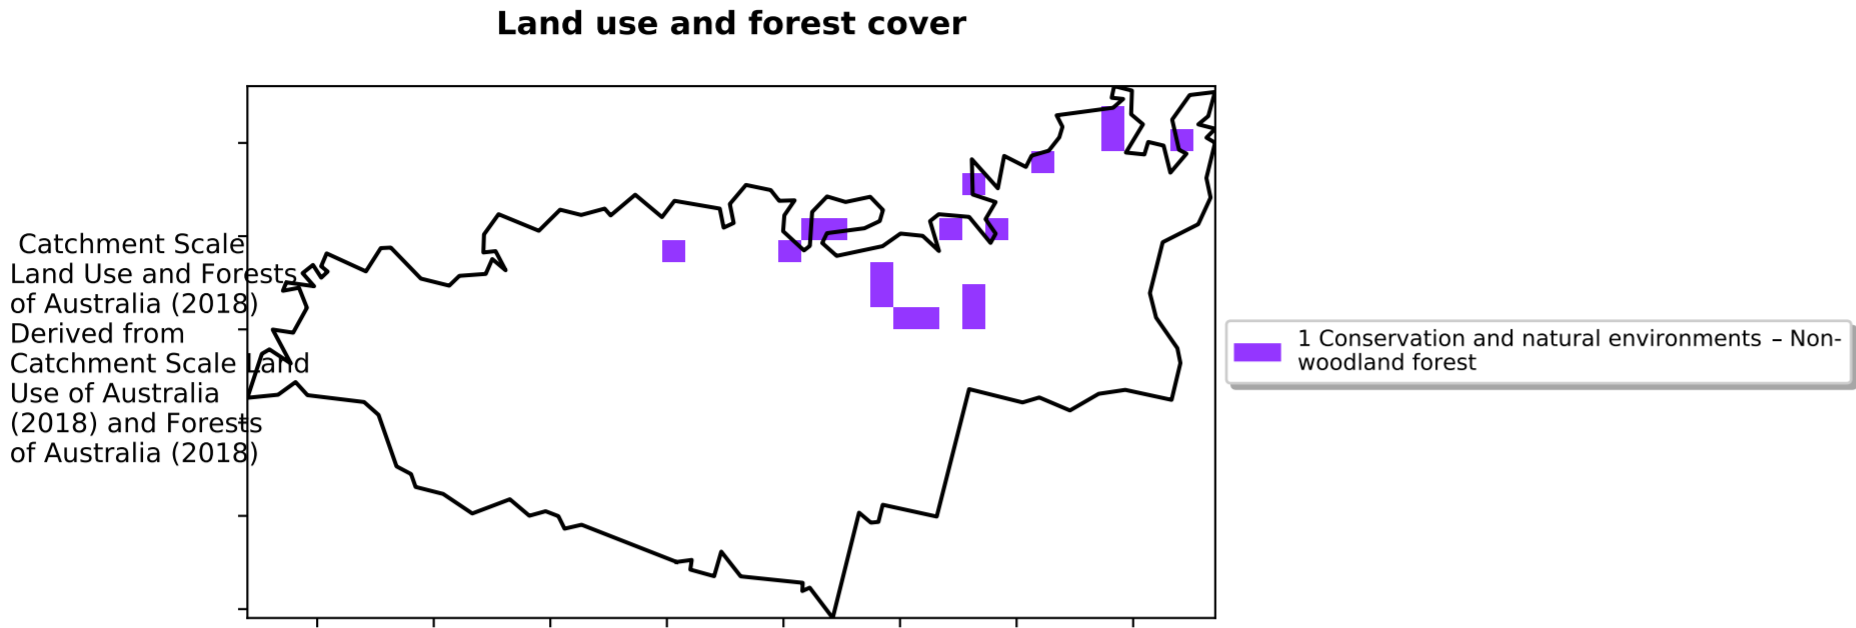 Land use and forest cover
Catchment Scale
Land Use and Forests
of Australia (2018)
Derived from
Catchment Scale Land
Use of Australia
(2018) and Forests
of Australia (2018)
1 Conservation and natural environments – Non-
woodland forest